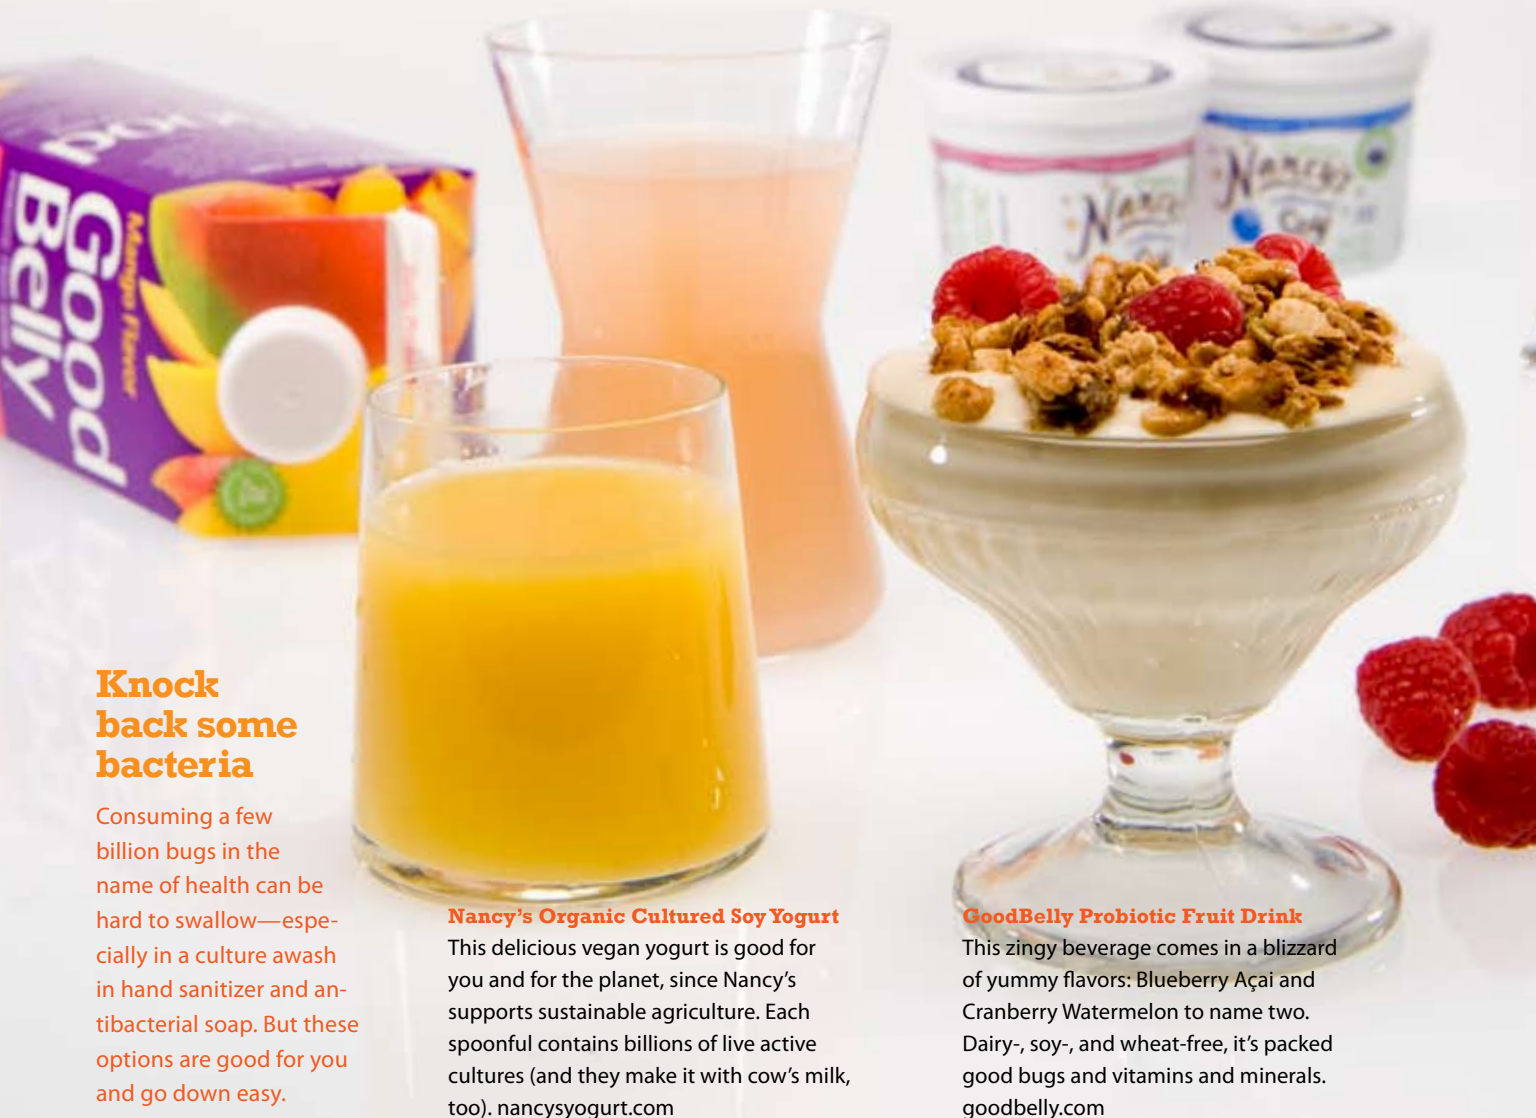 Good
Belly
Mango Flavor
Nancy's
Nancy's
Soy
Knock
back some
bacteria
Consuming a few
billion bugs in the
name of health can be
hard to swallow—espe-
cially in a culture awash
in hand sanitizer and an-
tibacterial soap. But these
options are good for you
and go down easy.
Nancy’s Organic Cultured Soy Yogurt
This delicious vegan yogurt is good for
you and for the planet, since Nancy’s
supports sustainable agriculture. Each
spoonful contains billions of live active
cultures (and they make it with cow’s milk,
too). nancysyogurt.com
GoodBelly Probiotic Fruit Drink
This zingy beverage comes in a blizzard
of yummy flavors: Blueberry Açai and
Cranberry Watermelon to name two.
Dairy-, soy-, and wheat-free, it’s packed
good bugs and vitamins and minerals.
goodbelly.com